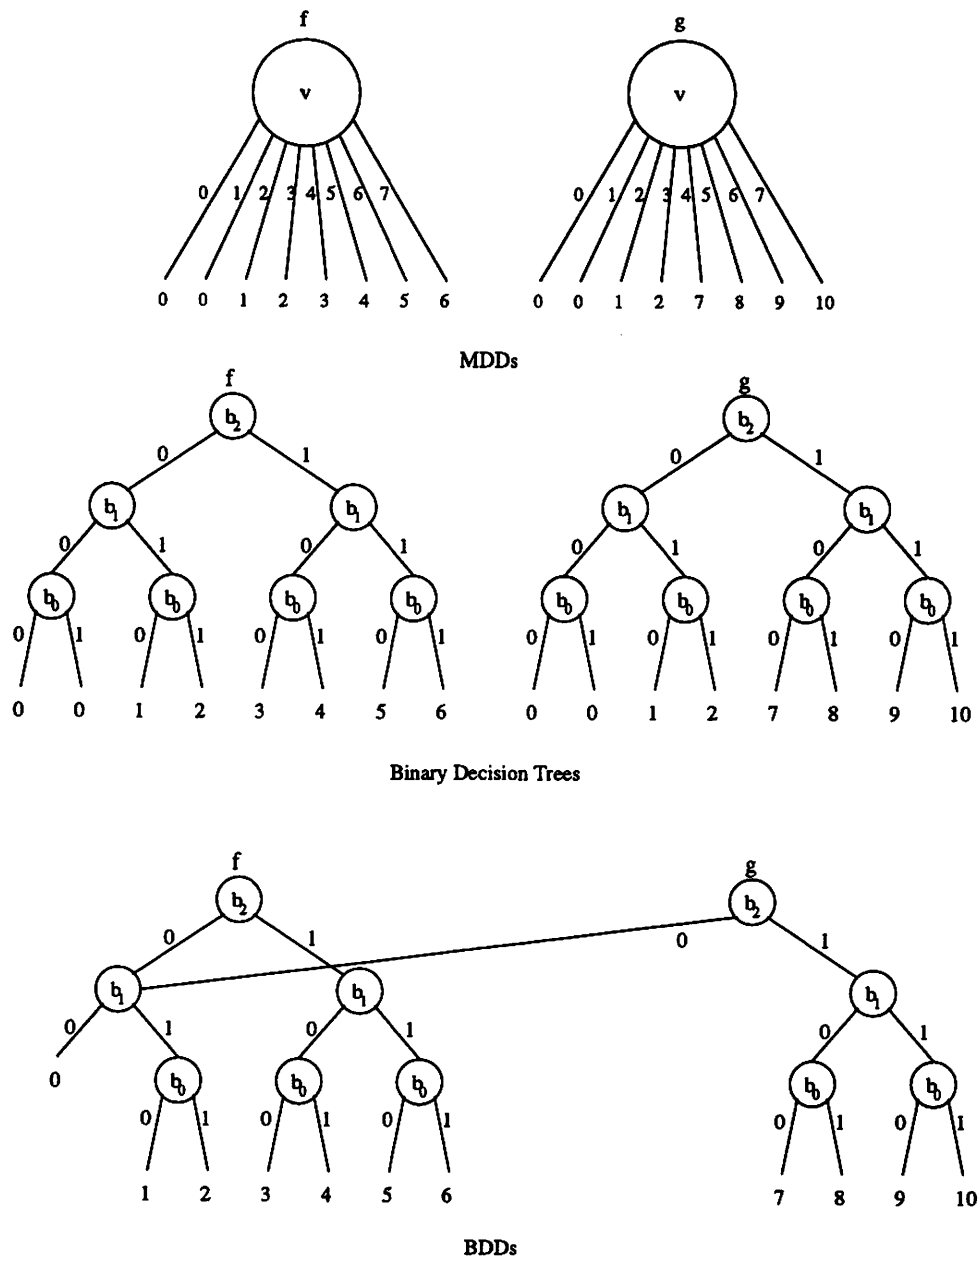 f g
v v
0 1 2 3 4 5 6 7 0 1 2 3 4 5 6 7
0 0 1 2 3 4 5 6 0 0 1 2 7 8 9 10
MDDs
f g
b2 b2
0 1 0 1
b1 b1 b1 b1
0 1 0 1 0 1 0 1
b0 b0 b0 b0 b0 b0 b0 b0
0 1 0 1 0 1 0 1 0 1 0 1 0 1 0 1
0 0 1 2 3 4 5 6 0 0 1 2 7 8 9 10
Binary Decision Trees
f g
b2 b2
0 1 0 1
b1 b1 b1
0 1 0 1 0 1
0 b0 b0 b0 b0 b0
0 1 0 1 0 1 0 1 0 1
1 2 3 4 5 6 7 8 9 10
BDDs